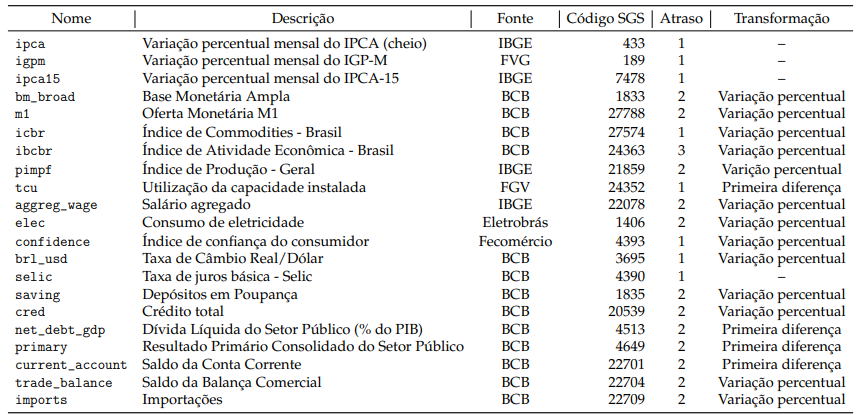 Nome Descrição Fonte Código SGS Atraso Transformação
ipca Variação percentual mensal do IPCA (cheio) IBGE 433 1 –
igpm Variação percentual mensal do IGP-M FVG 189 1 –
ipca15 Variação percentual mensal do IPCA-15 IBGE 7478 1 –
bm_broad Base Monetária Ampla BCB 1833 2 Variação percentual
m1 Oferta Monetária M1 BCB 27788 2 Variação percentual
icbr Índice de Commodities - Brasil BCB 27574 1 Variação percentual
ibcbr Índice de Atividade Econômica - Brasil BCB 24363 3 Variação percentual
pimpf Índice de Produção - Geral IBGE 21859 2 Varição percentual
tcu Utilização da capacidade instalada FGV 24352 1 Primeira diferença
aggreg_wage Salário agregado IBGE 22078 2 Variação percentual
elec Consumo de eletricidade Eletrobrás 1406 2 Variação percentual
confidence Índice de confiança do consumidor Fecomércio 4393 1 Variação percentual
brl_usd Taxa de Câmbio Real/Dólar BCB 3695 1 Variação percentual
selic Taxa de juros básica - Selic BCB 4390 1 –
saving Depósitos em Poupança BCB 1835 2 Variação percentual
cred Crédito total BCB 20539 2 Variação percentual
net_debt_gdp Dívida Líquida do Setor Público (% do PIB) BCB 4513 2 Primeira diferença
primary Resultado Primário Consolidado do Setor Público BCB 4649 2 Primeira diferença
current_account Saldo da Conta Corrente BCB 22701 2 Primeira diferença
trade_balance Saldo da Balança Comercial BCB 22704 2 Variação percentual
imports Importações BCB 22709 2 Variação percentual